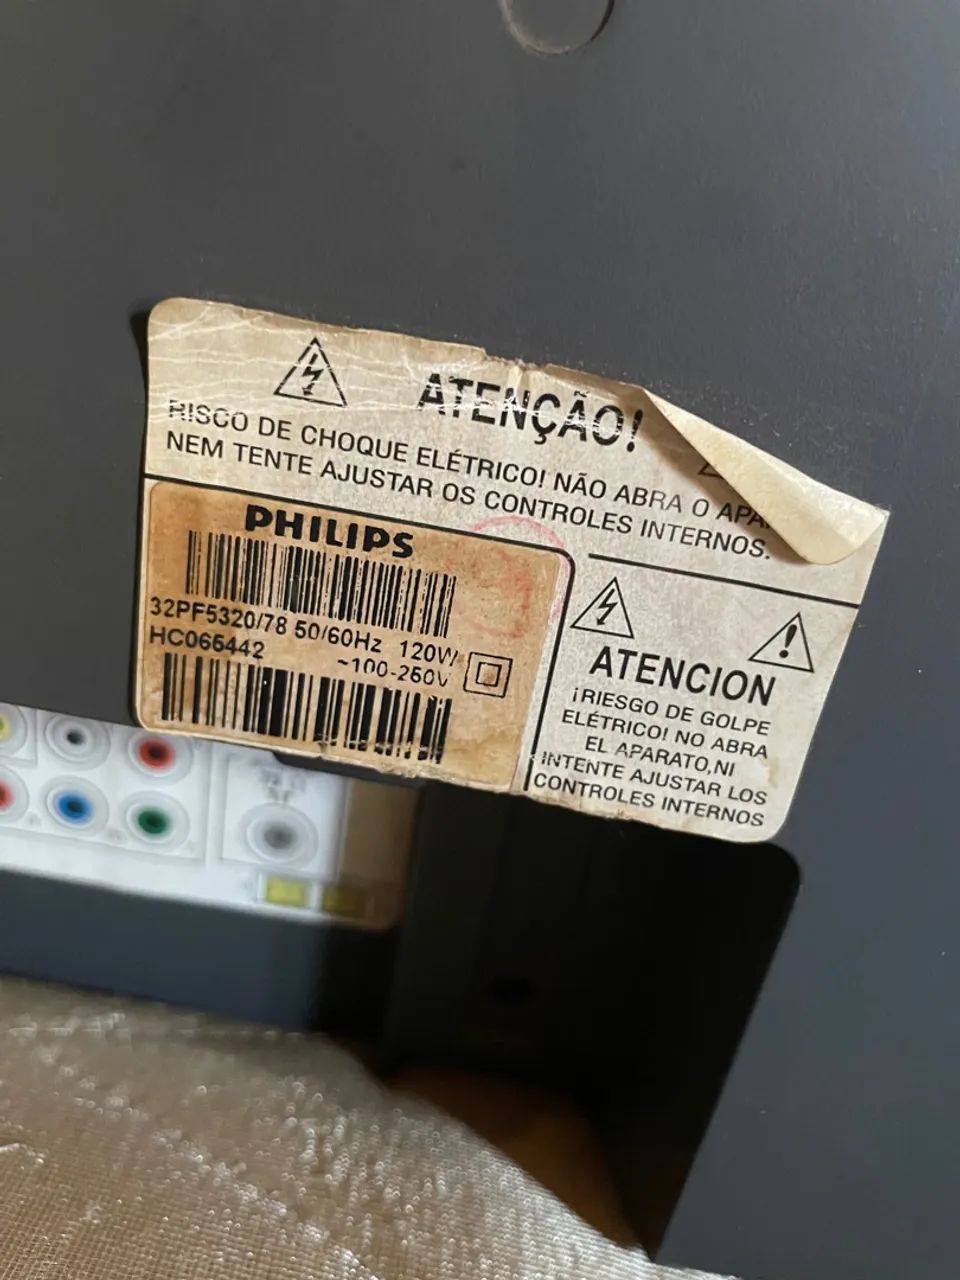 ATENÇÃO!
RISCO DE CHOQUE ELÉTRICO! NÃO ABRA O
NEM TENTE AJUSTAR OS CONTROLES INTERNOS.
PHILIPS
32PF5320/78 50/60Hz 120W
HC065442 ~100-250V
ATENCION
¡RIESGO DE GOLPE
ELÉTRICO! NO ABRA
EL APARATO,NI
INTENTE AJUSTAR LOS
CONTROLES INTERNOS